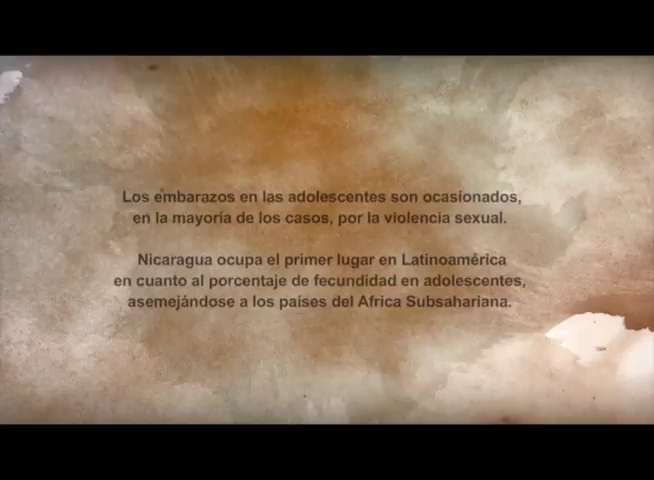 Los embarazos en las adolescentes son ocasionados,
en la mayoría de los casos, por la violencia sexual.
Nicaragua ocupa el primer lugar en Latinoamérica
en cuanto al porcentaje de fecundidad en adolescentes,
asemejándose a los países del Africa Subsahariana.